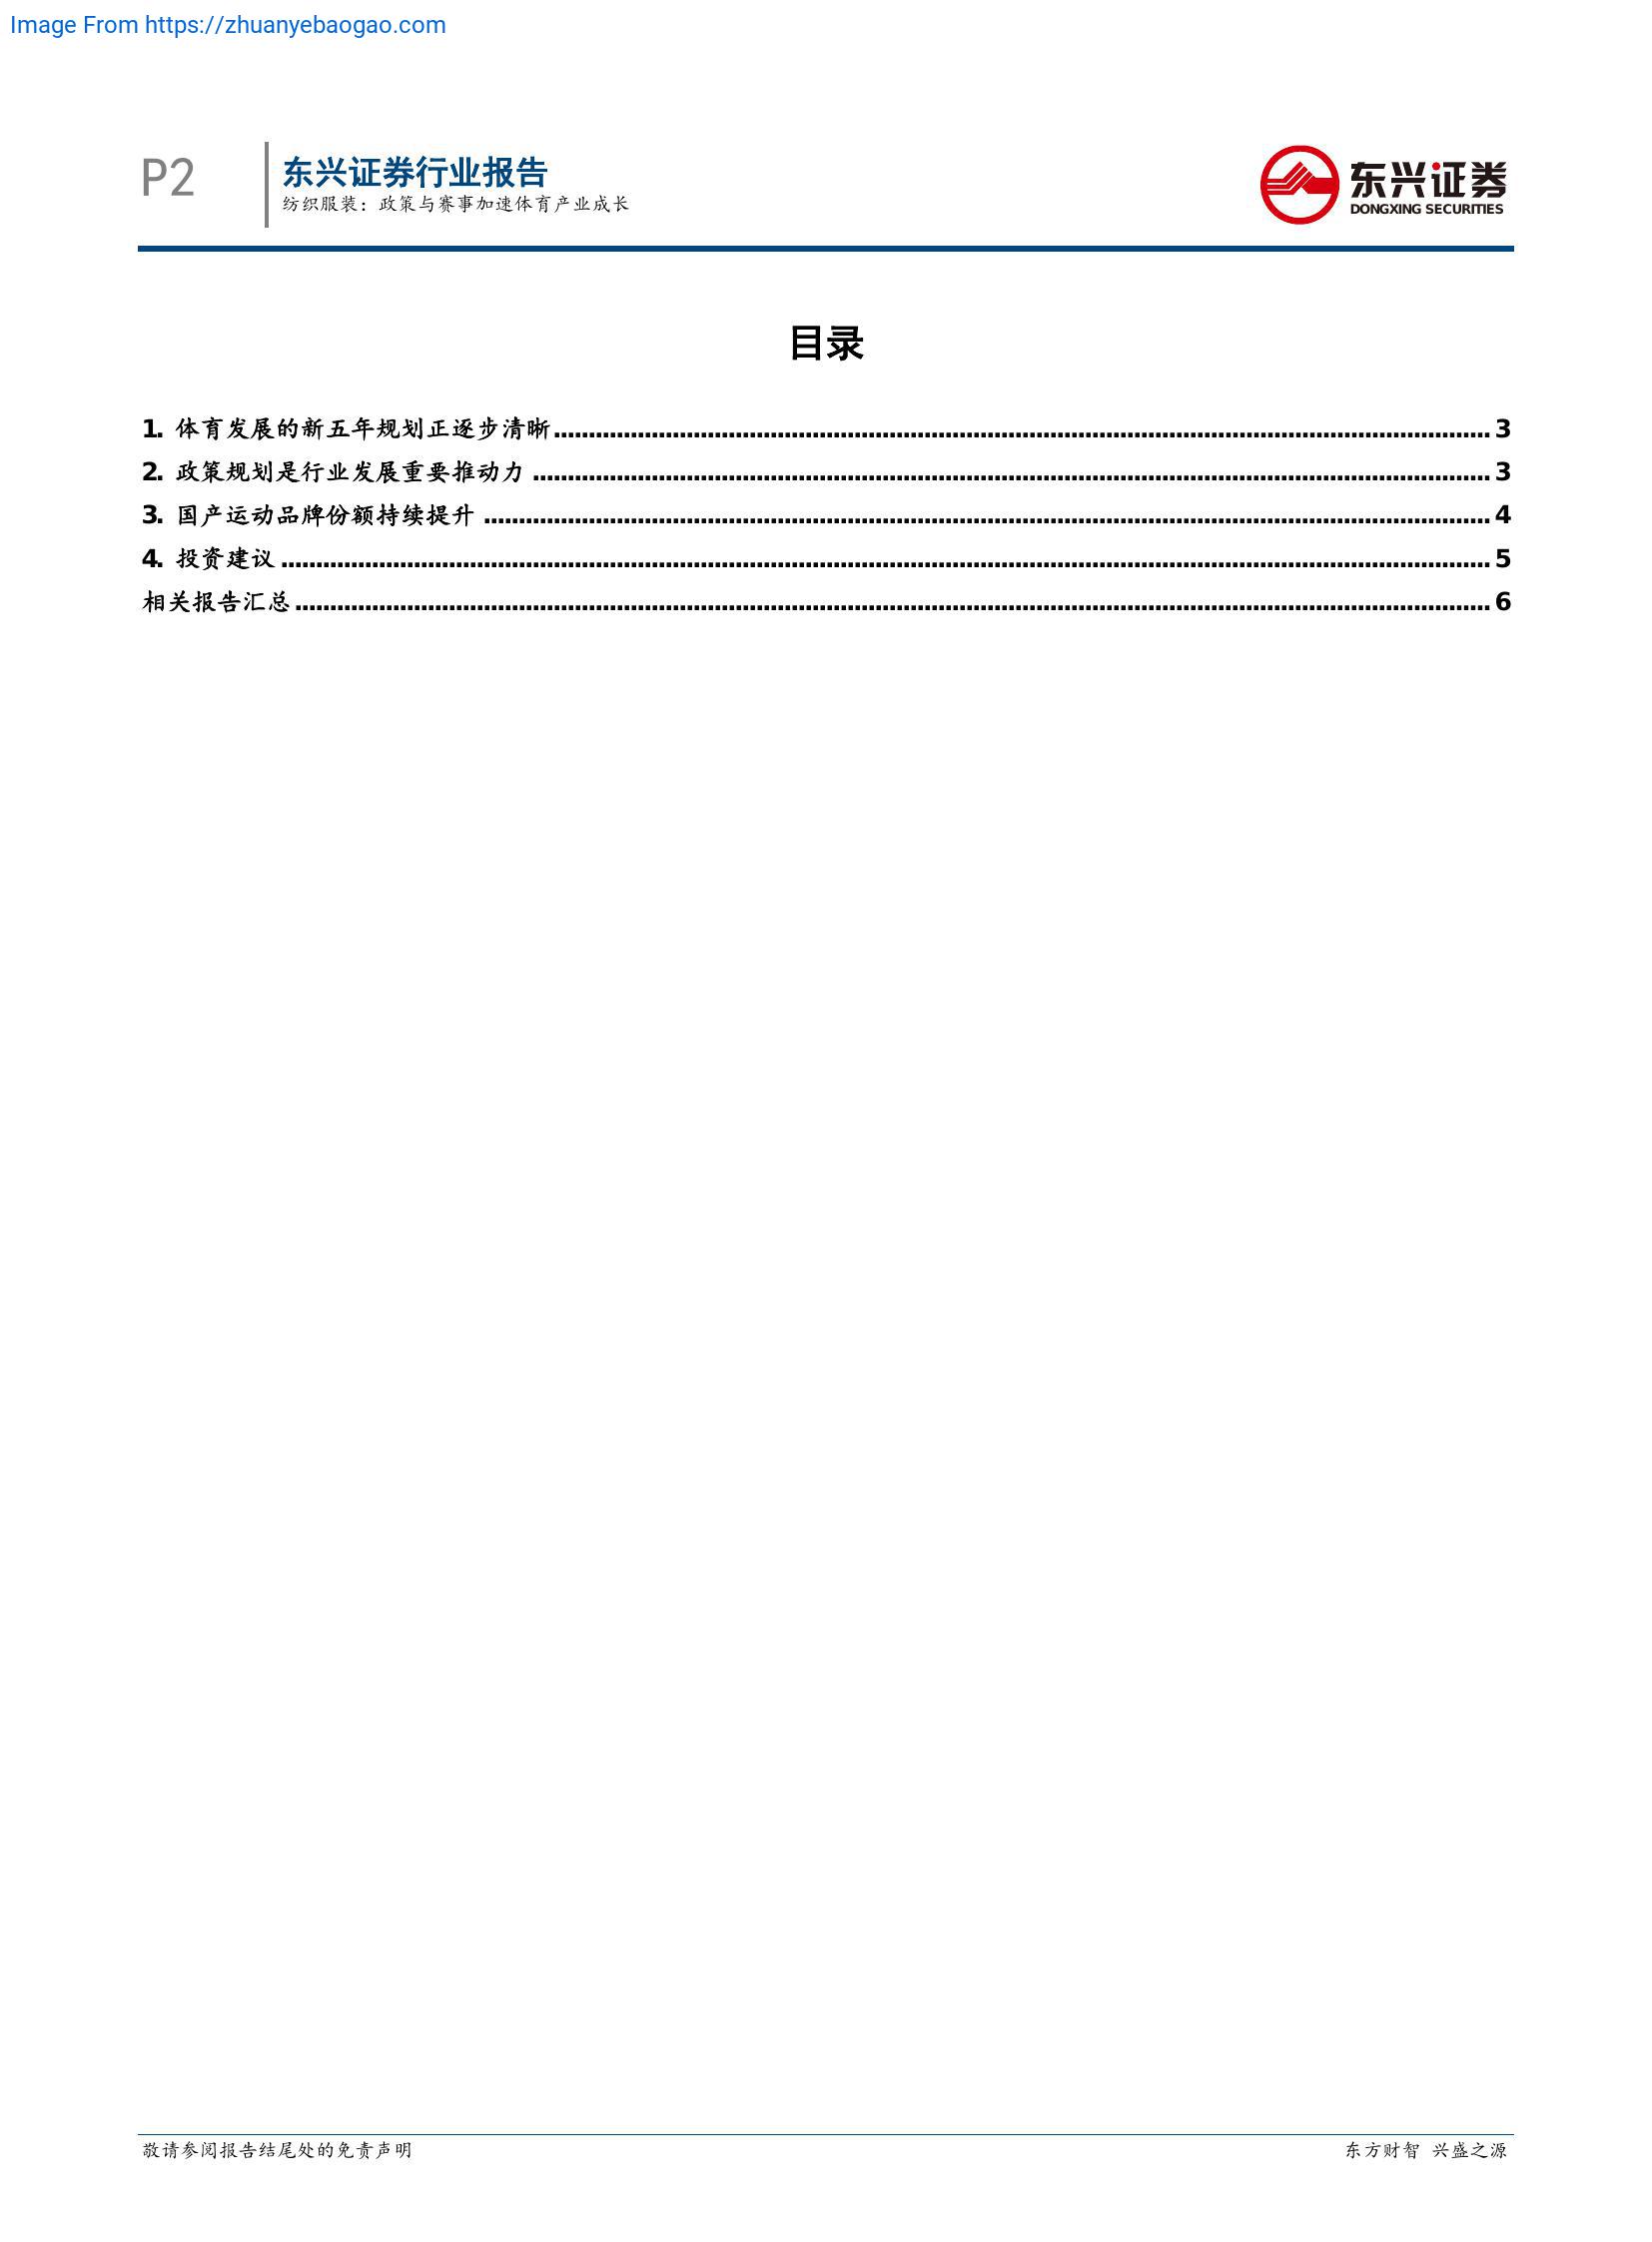 Image From https://zhuanyebaogao.com
P2
东兴证券行业报告
纺织服装：政策与赛事加速体育产业成长
东兴证券
DONGXING SECURITIES
目录
1. 体育发展的新五年规划正逐步清晰 3
2. 政策规划是行业发展重要推动力 3
3. 国产运动品牌份额持续提升 4
4. 投资建议 5
相关报告汇总 6
敬请参阅报告结尾处的免责声明
东方财智 兴盛之源